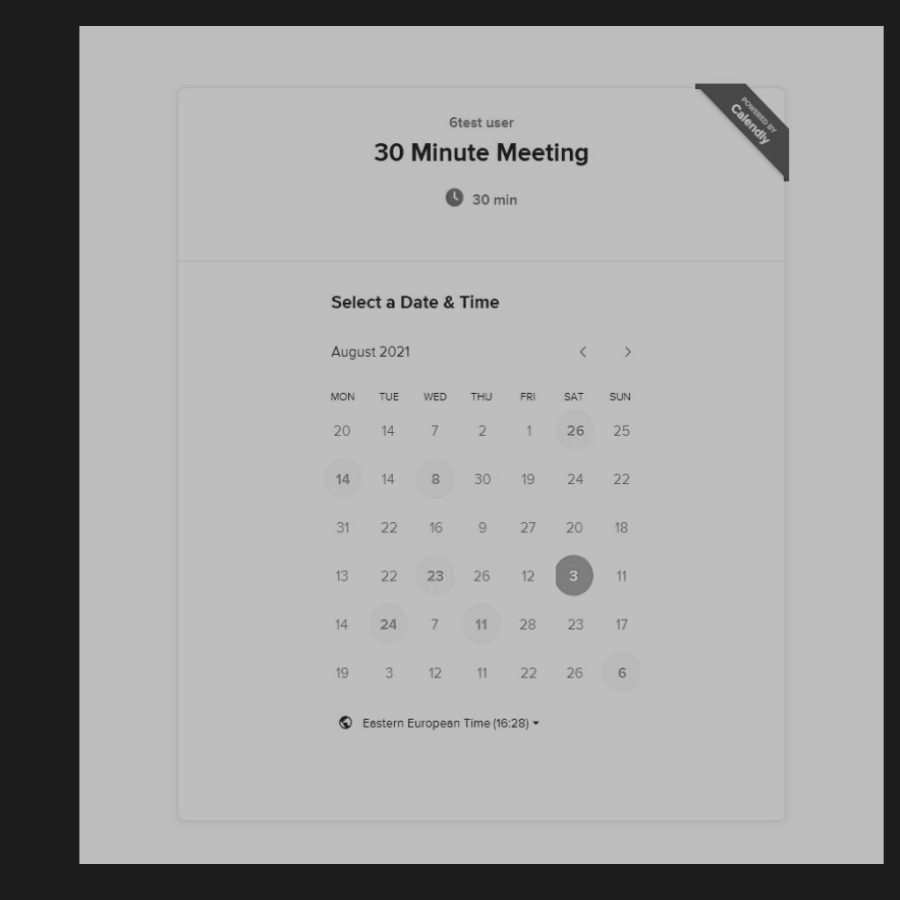 POWERED BY
Calendly
6test user
30 Minute Meeting
30 min
Select a Date & Time
August 2021
MON TUE WED THU FRI SAT SUN
20 14 7 2 1 26 25
14 14 8 30 19 24 22
31 22 16 9 27 20 18
13 22 23 26 12 3 11
14 24 7 11 28 23 17
19 3 12 11 22 26 6
Eastern European Time (16:28)